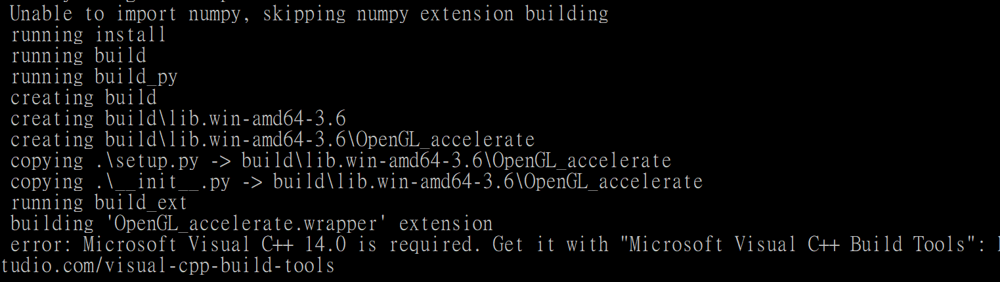 Unable to import numpy, skipping numpy extension building
running install
running build
running build_py
creating build
creating build\lib.win-amd64-3.6
creating build\lib.win-amd64-3.6\OpenGL_accelerate
copying .\setup.py -> build\lib.win-amd64-3.6\OpenGL_accelerate
copying .\__init__.py -> build\lib.win-amd64-3.6\OpenGL_accelerate
running build_ext
building 'OpenGL_accelerate.wrapper' extension
error: Microsoft Visual C++ 14.0 is required. Get it with "Microsoft Visual C++ Build Tools":
tudio.com/visual-cpp-build-tools